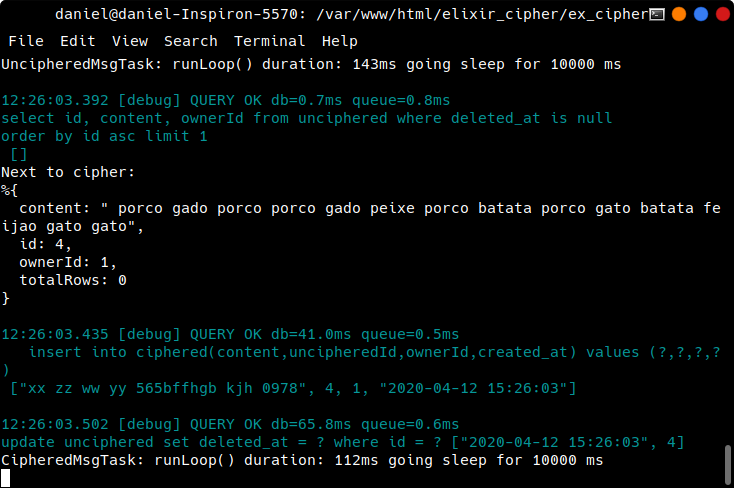 daniel@daniel-Inspiron-5570: /var/www/html/elixir_cipher/ex_cipher
File Edit View Search Terminal Help
UncipheredMsgTask: runLoop() duration: 143ms going sleep for 10000 ms
12:26:03.392 [debug] QUERY OK db=0.7ms queue=0.8ms
select id, content, ownerId from unciphered where deleted_at is null
order by id asc limit 1
 []
Next to cipher:
%{
  content: " porco gado porco porco gado peixe porco batata porco gato batata fe
ijao gato gato",
  id: 4,
  ownerId: 1,
  totalRows: 0
}
12:26:03.435 [debug] QUERY OK db=41.0ms queue=0.5ms
   insert into ciphered(content,uncipheredId,ownerId,created_at) values (?,?,?,?
)
 ["xx zz ww yy 565bffhgb kjh 0978", 4, 1, "2020-04-12 15:26:03"]
12:26:03.502 [debug] QUERY OK db=65.8ms queue=0.6ms
update unciphered set deleted_at = ? where id = ? ["2020-04-12 15:26:03", 4]
CipheredMsgTask: runLoop() duration: 112ms going sleep for 10000 ms